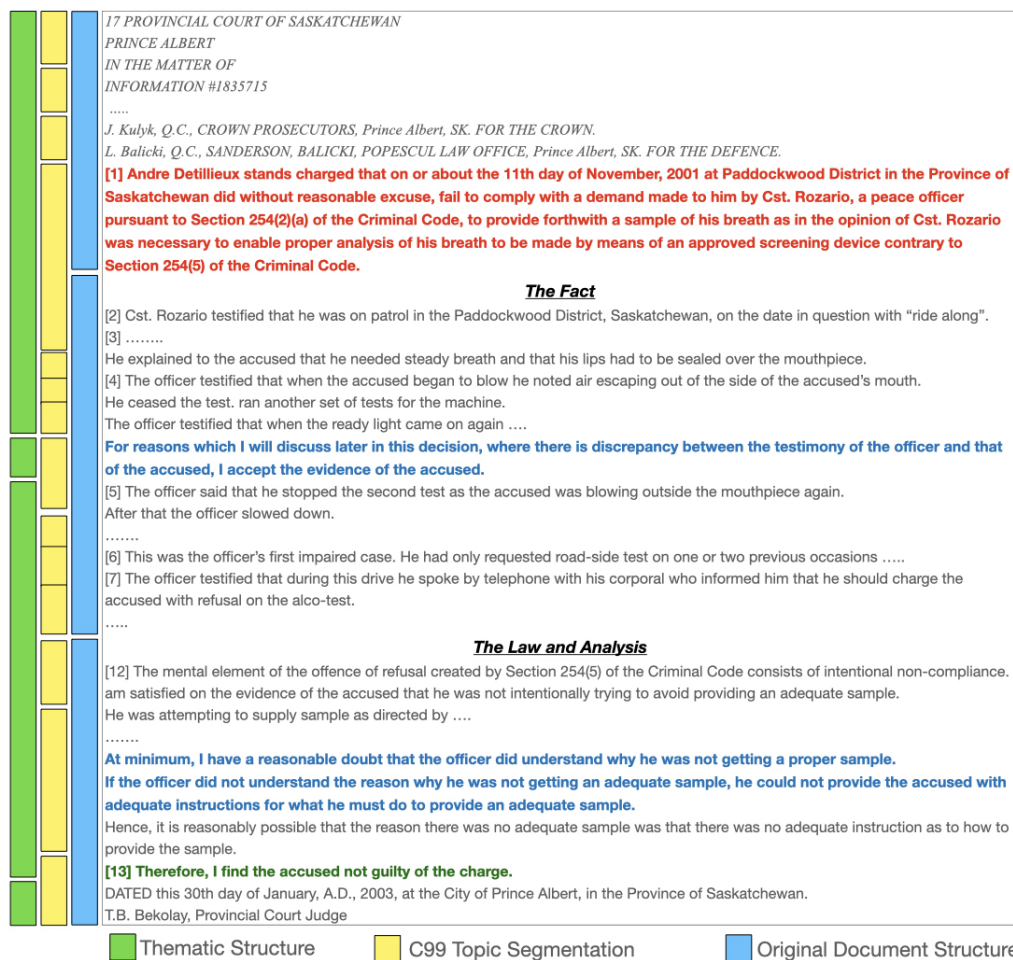 17 PROVINCIAL COURT OF SASKATCHEWAN
PRINCE ALBERT
IN THE MATTER OF
INFORMATION #1835715
.....
J. Kulyk, Q.C., CROWN PROSECUTORS, Prince Albert, SK. FOR THE CROWN.
L. Balicki, Q.C., SANDERSON, BALICKI, POPESCUL LAW OFFICE, Prince Albert, SK. FOR THE DEFENCE.
[1] Andre Detillieux stands charged that on or about the 11th day of November, 2001 at Paddockwood District in the Province of
Saskatchewan did without reasonable excuse, fail to comply with a demand made to him by Cst. Rozario, a peace officer
pursuant to Section 254(2)(a) of the Criminal Code, to provide forthwith a sample of his breath as in the opinion of Cst. Rozario
was necessary to enable proper analysis of his breath to be made by means of an approved screening device contrary to
Section 254(5) of the Criminal Code.
The Fact
[2] Cst. Rozario testified that he was on patrol in the Paddockwood District, Saskatchewan, on the date in question with “ride along”.
[3] ........
He explained to the accused that he needed steady breath and that his lips had to be sealed over the mouthpiece.
[4] The officer testified that when the accused began to blow he noted air escaping out of the side of the accused’s mouth.
He ceased the test. ran another set of tests for the machine.
The officer testified that when the ready light came on again ....
For reasons which I will discuss later in this decision, where there is discrepancy between the testimony of the officer and that
of the accused, I accept the evidence of the accused.
[5] The officer said that he stopped the second test as the accused was blowing outside the mouthpiece again.
After that the officer slowed down.
.......
[6] This was the officer’s first impaired case. He had only requested road-side test on one or two previous occasions .....
[7] The officer testified that during this drive he spoke by telephone with his corporal who informed him that he should charge the
accused with refusal on the alco-test.
.....
The Law and Analysis
[12] The mental element of the offence of refusal created by Section 254(5) of the Criminal Code consists of intentional non-compliance.
am satisfied on the evidence of the accused that he was not intentionally trying to avoid providing an adequate sample.
He was attempting to supply sample as directed by ....
.......
At minimum, I have a reasonable doubt that the officer did understand why he was not getting a proper sample.
If the officer did not understand the reason why he was not getting an adequate sample, he could not provide the accused with
adequate instructions for what he must do to provide an adequate sample.
Hence, it is reasonably possible that the reason there was no adequate sample was that there was no adequate instruction as to how to
provide the sample.
[13] Therefore, I find the accused not guilty of the charge.
DATED this 30th day of January, A.D., 2003, at the City of Prince Albert, in the Province of Saskatchewan.
T.B. Bekolay, Provincial Court Judge
Thematic Structure
C99 Topic Segmentation
Original Document Structure